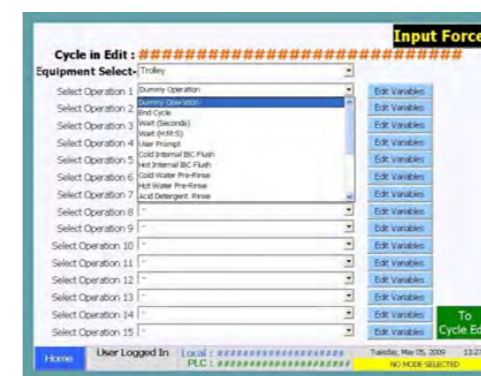 Input Force
Cycle in Edit : ##################################
Equipment Select- Trolley
Select Operation 1 Dummy Operation Edit Variables
Dummy Operation
Select Operation 2 End Cycle Edit Variables
Wait (Seconds)
Select Operation 3 Wait (H:M:S) Edit Variables
Select Operation 4 User Prompt Edit Variables
Cold Internal IBC Flush
Select Operation 5 Hot Internal IBC Flush Edit Variables
Select Operation 6 Cold Water Pre-Rinse Edit Variables
Hot Water Pre-Rinse
Select Operation 7 Acid Detergent Rinse Edit Variables
Select Operation 8 - Edit Variables
Select Operation 9 - Edit Variables
Select Operation 10 - Edit Variables
Select Operation 11 - Edit Variables
Select Operation 12 - Edit Variables
Select Operation 13 - Edit Variables
Select Operation 14 - Edit Variables To
Select Operation 15 - Edit Variables Cycle Ed
Home User Logged In Local : #################### Tuesday, May 05, 2009 13:27
PLC : #################### NO MODE SELECTED